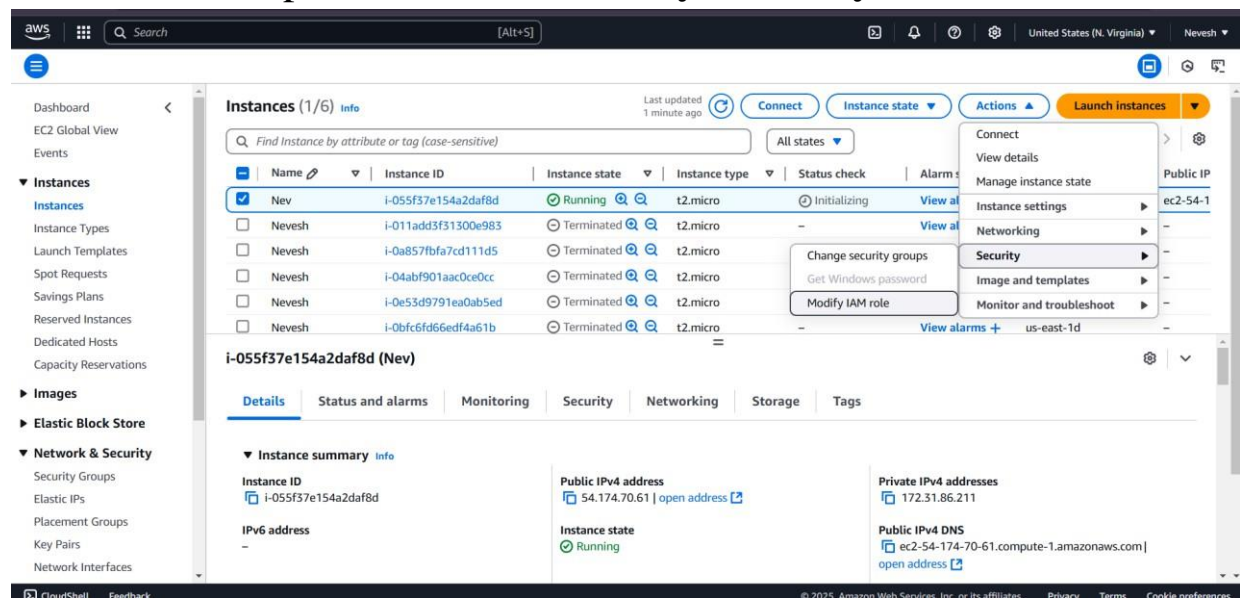 aws
Search
[Alt+S]
United States (N. Virginia)
Nevesh
Dashboard
EC2 Global View
Events
Instances
Instances
Instance Types
Launch Templates
Spot Requests
Savings Plans
Reserved Instances
Dedicated Hosts
Capacity Reservations
Images
Elastic Block Store
Network & Security
Security Groups
Elastic IPs
Placement Groups
Key Pairs
Network Interfaces
Instances (1/6) Info
Last updated
1 minute ago
Connect
Instance state
Actions
Launch instances
Find Instance by attribute or tag (case-sensitive)
All states
Name Instance ID Instance state Instance type Status check Alarm s Public IP
Nev i-055f37e154a2daf8d Running t2.micro Initializing View al ec2-54-1
Nevesh i-011add3f31300e983 Terminated t2.micro – View al –
Nevesh i-0a857fbfa7cd111d5 Terminated t2.micro –
Nevesh i-04abf901aac0ce0cc Terminated t2.micro –
Nevesh i-0e53d9791ea0ab5ed Terminated t2.micro –
Nevesh i-0bfc6fd66edf4a61b Terminated t2.micro – View alarms + us-east-1d –
Connect
View details
Manage instance state
Instance settings
Networking
Security
Image and templates
Monitor and troubleshoot
Change security groups
Get Windows password
Modify IAM role
i-055f37e154a2daf8d (Nev)
Details Status and alarms Monitoring Security Networking Storage Tags
Instance summary Info
Instance ID
i-055f37e154a2daf8d
IPv6 address
–
Public IPv4 address
54.174.70.61 | open address
Instance state
Running
Private IPv4 addresses
172.31.86.211
Public IPv4 DNS
ec2-54-174-70-61.compute-1.amazonaws.com |
open address
CloudShell Feedback © 2025, Amazon Web Services, Inc. or its affiliates. Privacy Terms Cookie preferences